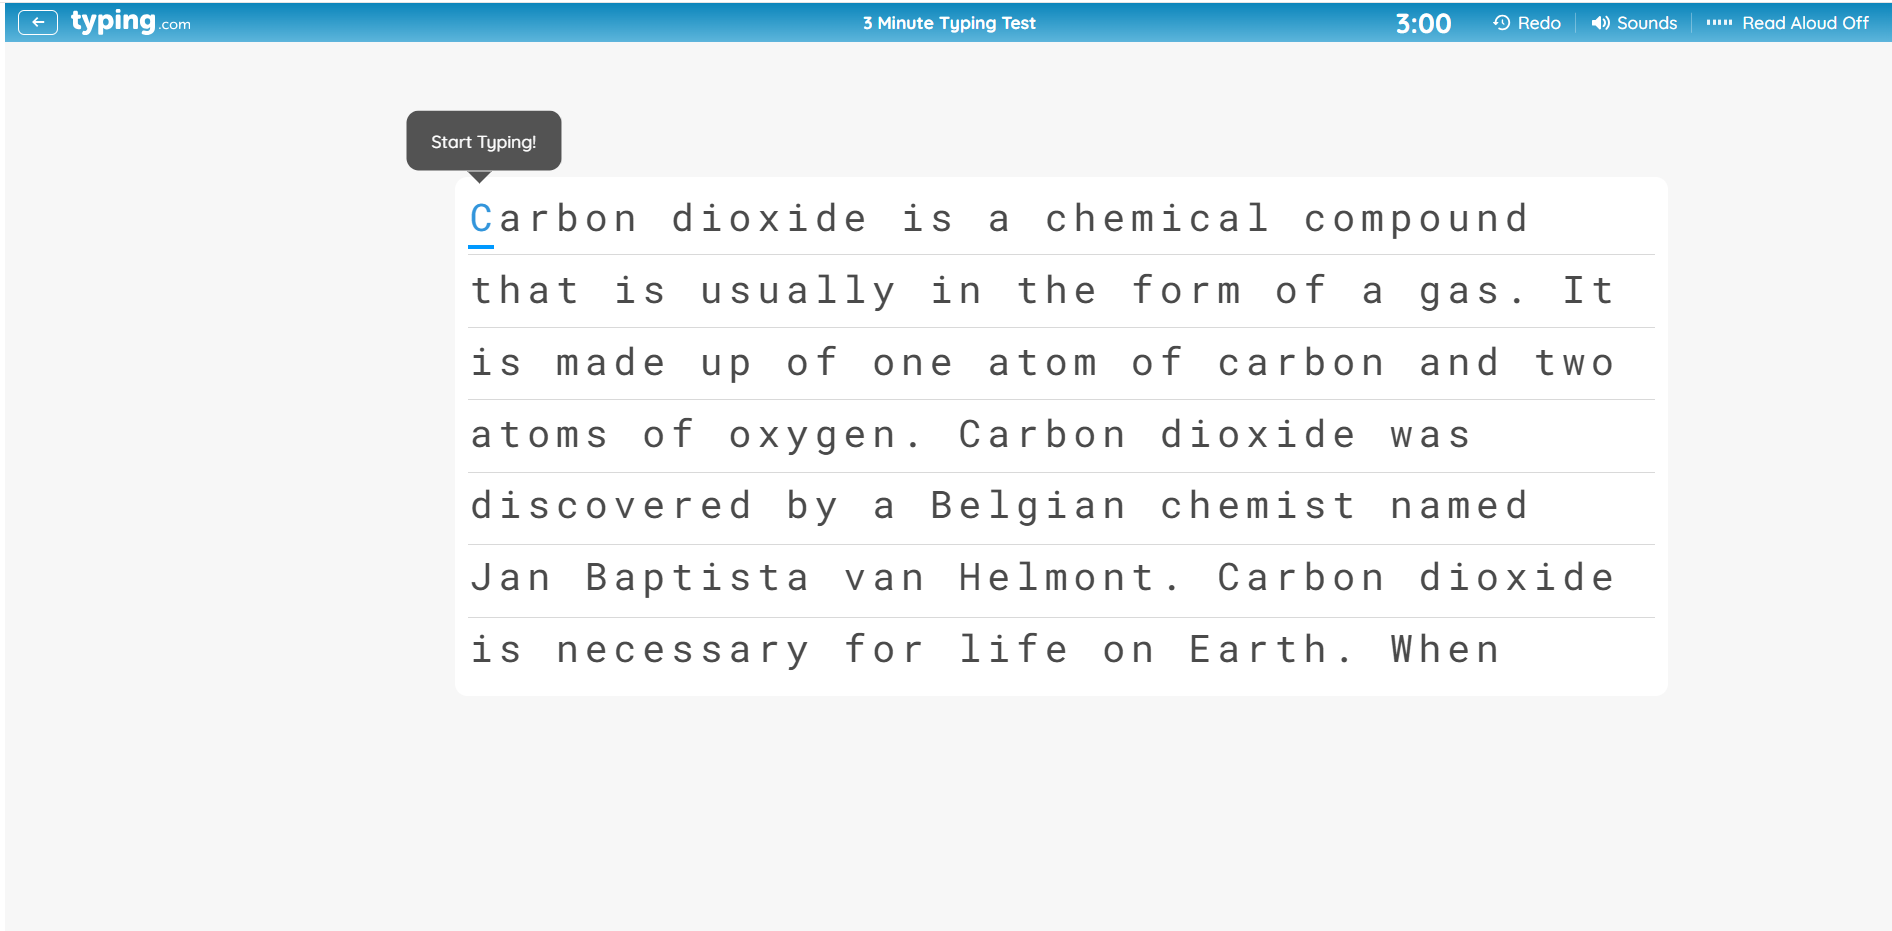 typing.com
3 Minute Typing Test
3:00
Redo
Sounds
Read Aloud Off
Start Typing!
Carbon dioxide is a chemical compound
that is usually in the form of a gas. It
is made up of one atom of carbon and two
atoms of oxygen. Carbon dioxide was
discovered by a Belgian chemist named
Jan Baptista van Helmont. Carbon dioxide
is necessary for life on Earth. When